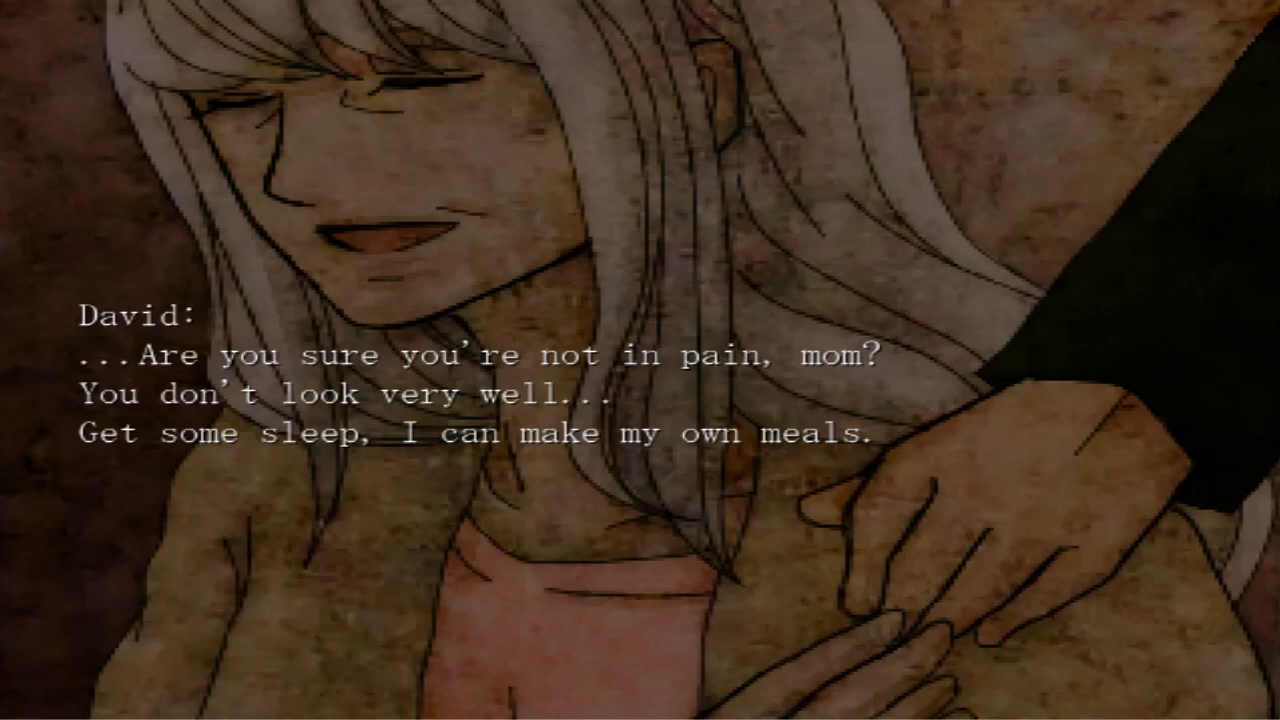 David:
...Are you sure you're not in pain, mom?
You don't look very well...
Get some sleep, I can make my own meals.